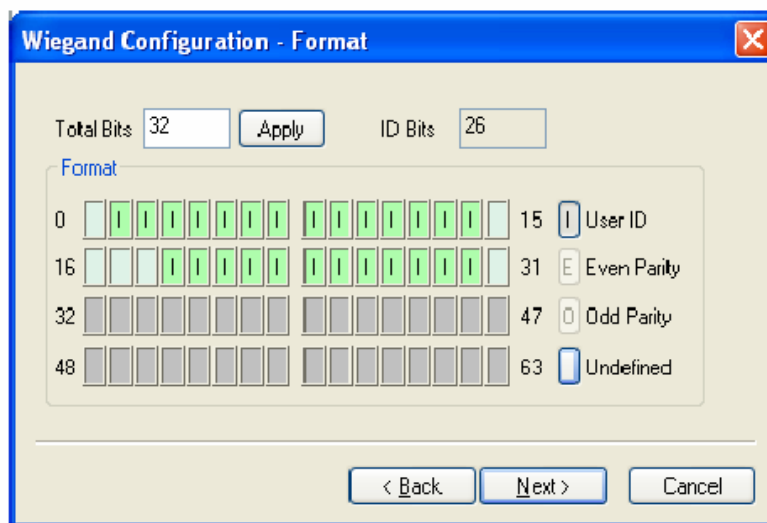 Wiegand Configuration - Format
Total Bits 32 Apply ID Bits 26
Format
0 I I I I I I I I I I I I I I 15 I User ID
16 I I I I I I I I I I I I 31 E Even Parity
32 47 O Odd Parity
48 63 Undefined
< Back Next > Cancel